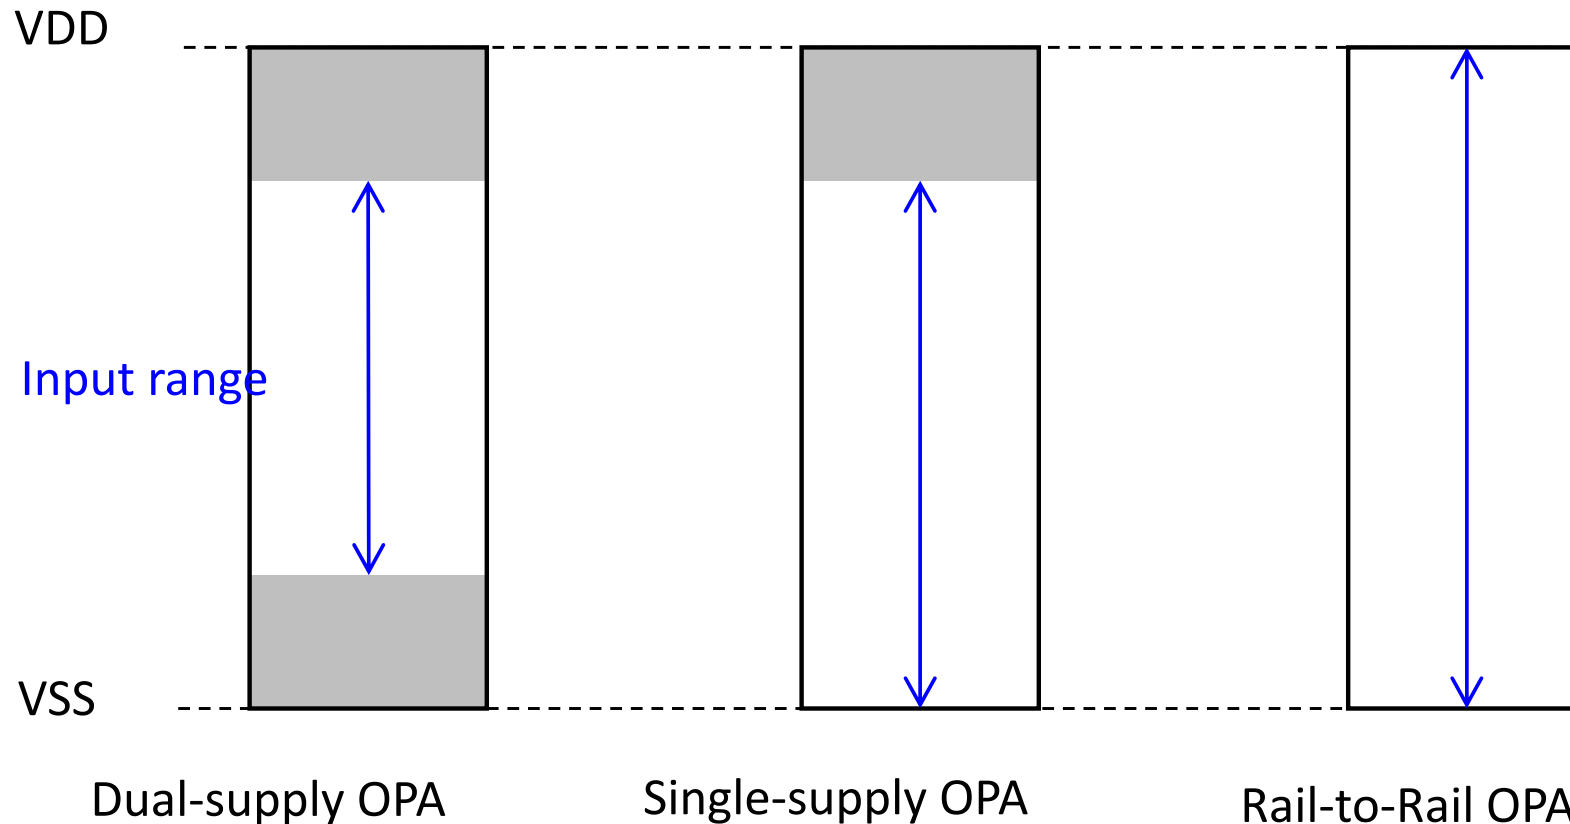 VDD
Input range
VSS
Dual-supply OPA
Single-supply OPA
Rail-to-Rail OPA